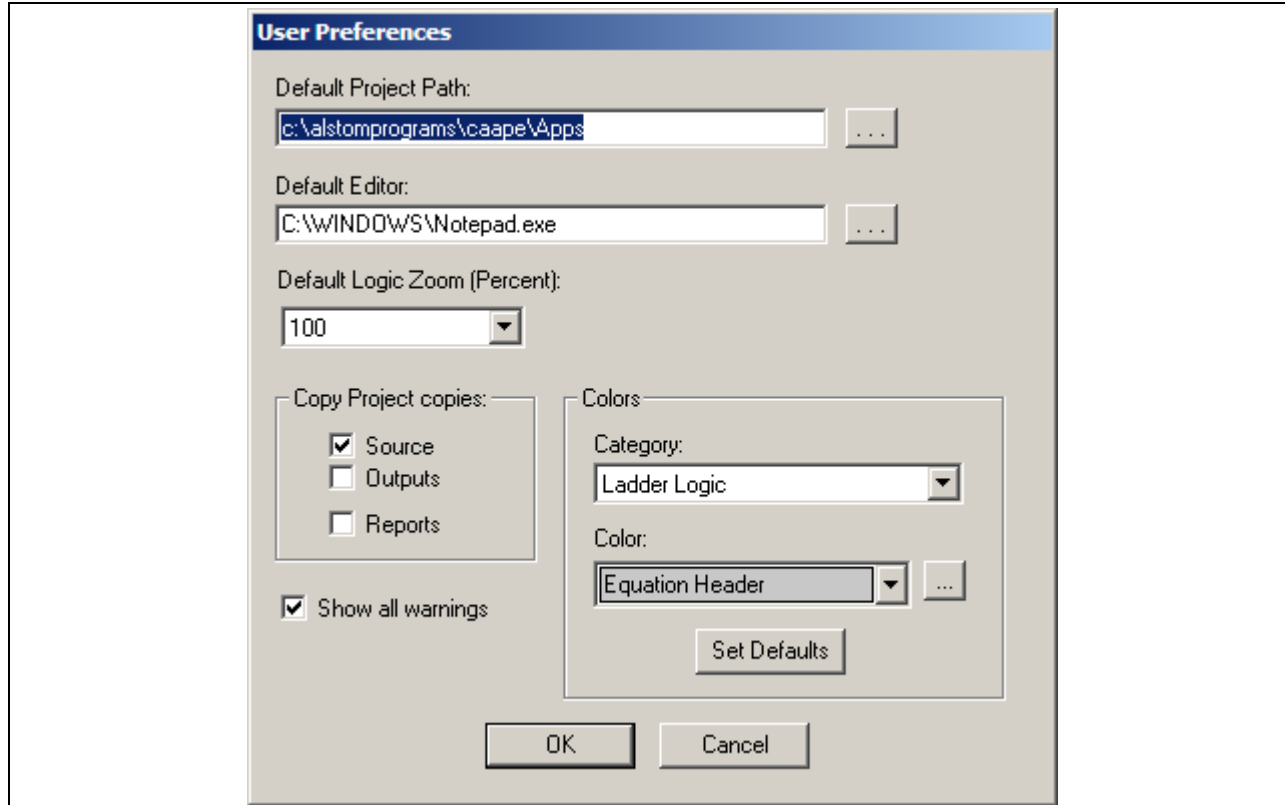 User Preferences
Default Project Path:
c:\alstomprograms\caape\Apps
. . .
Default Editor:
C:\WINDOWS\Notepad.exe
. . .
Default Logic Zoom (Percent):
100
Copy Project copies:
Source
Outputs
Reports
Show all warnings
Colors
Category:
Ladder Logic
Color:
Equation Header
...
Set Defaults
OK
Cancel